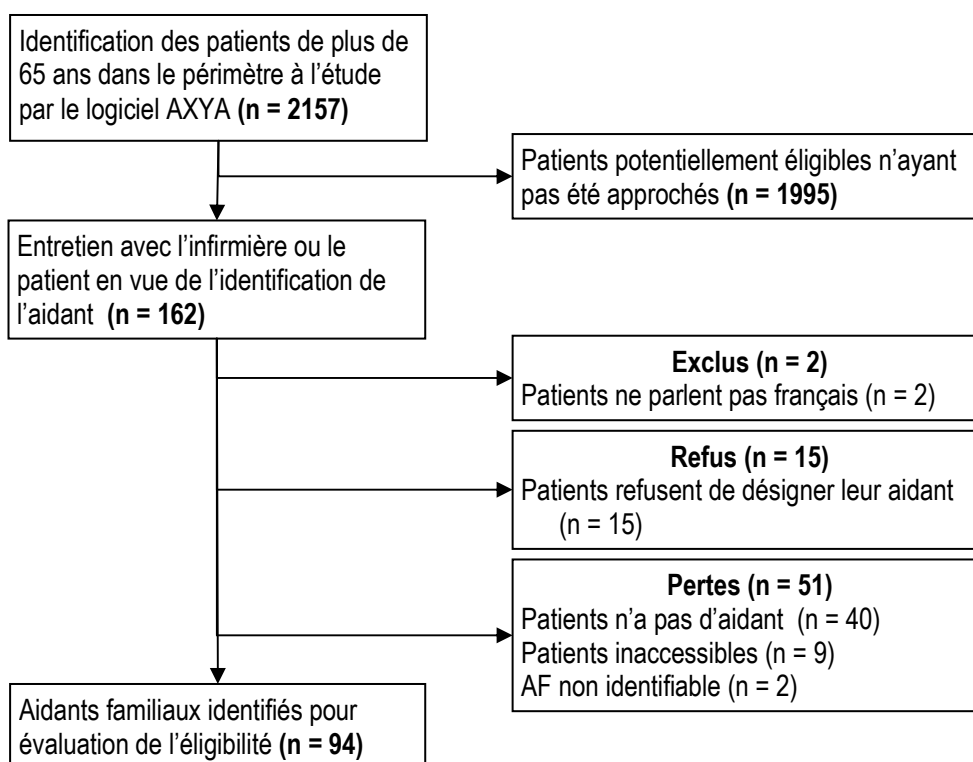 Identification des patients de plus de
65 ans dans le périmètre à l’étude
par le logiciel AXYA (n = 2157)
Patients potentiellement éligibles n’ayant
pas été approchés (n = 1995)
Entretien avec l’infirmière ou le
patient en vue de l’identification de
l’aidant (n = 162)
Exclus (n = 2)
Patients ne parlent pas français (n = 2)
Refus (n = 15)
Patients refusent de désigner leur aidant
(n = 15)
Pertes (n = 51)
Patients n’a pas d’aidant (n = 40)
Patients inaccessibles (n = 9)
AF non identifiable (n = 2)
Aidants familiaux identifiés pour
évaluation de l’éligibilité (n = 94)